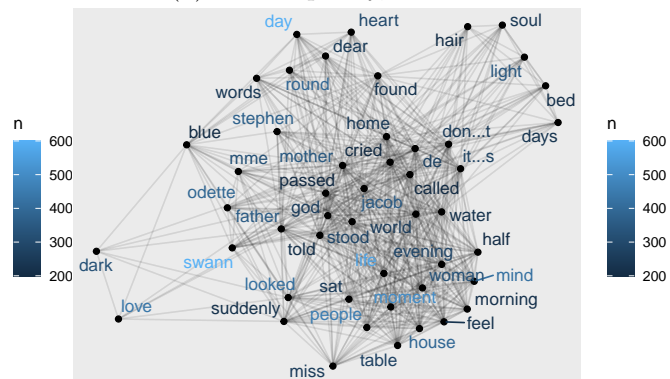 day
heart
soul
hair
dear
light
round
found
words
bed
n
stephen
home
don...t
days
n
600
blue
cried
600
mme
mother
de
it...s
500
passed
called
500
odette
jacob
400
father
god
world
water
400
300
told
stood
evening
half
300
swann
life
200
dark
woman
mind
200
looked
sat
moment
morning
love
suddenly
people
feel
house
table
miss